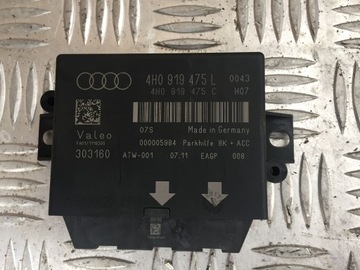 4H0 919 475 L 0043
4H0 919 475 C H07
07S Made in Germany
Valeo 000005984 Parkhilfe 8K + ACC
303160 ATW-001 07:11 EAGP 008